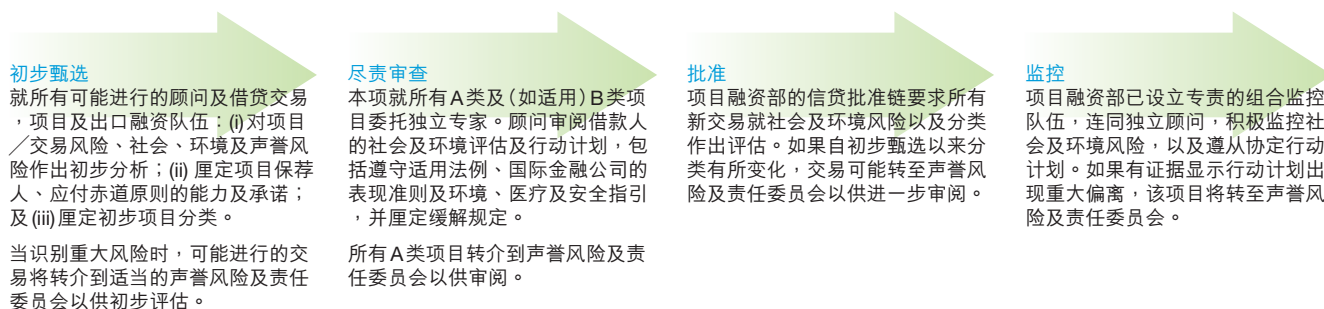 初步甄选
就所有可能进行的顾问及借贷交易
，项目及出口融资队伍：(i)对项目
／交易风险、社会、环境及声誉风
险作出初步分析；(ii) 厘定项目保荐
人、应付赤道原则的能力及承诺；
及(iii)厘定初步项目分类。
当识别重大风险时，可能进行的交
易将转介到适当的声誉风险及责任
委员会以供初步评估。
尽责审查
本项就所有A类及（如适用）B类项
目委托独立专家。顾问审阅借款人
的社会及环境评估及行动计划，包
括遵守适用法例、国际金融公司的
表现准则及环境、医疗及安全指引
，并厘定缓解规定。
所有A类项目转介到声誉风险及责
任委员会以供审阅。
批准
项目融资部的信贷批准链要求所有
新交易就社会及环境风险以及分类
作出评估。如果自初步甄选以来分
类有所变化，交易可能转至声誉风
险及责任委员会以供进一步审阅。
监控
项目融资部已设立专责的组合监控
队伍，连同独立顾问，积极监控社
会及环境风险，以及遵从协定行动
计划。如果有证据显示行动计划出
现重大偏离，该项目将转至声誉风
险及责任委员会。